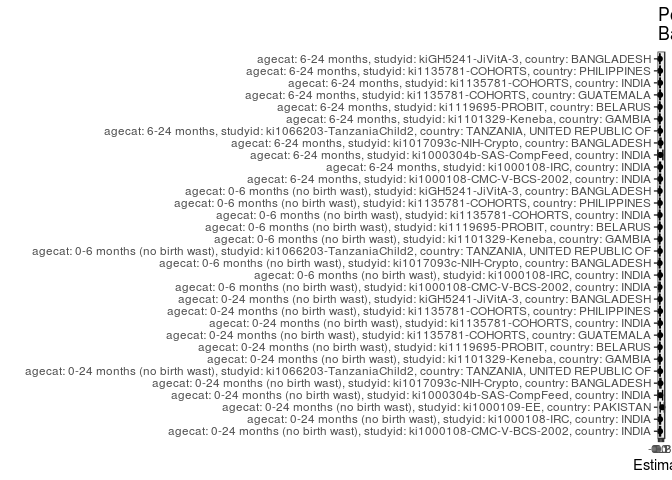 agecat: 6-24 months, studyid: kiGH5241-JiVitA-3, country: BANGLADESH
agecat: 6-24 months, studyid: ki1135781-COHORTS, country: PHILIPPINES
agecat: 6-24 months, studyid: ki1135781-COHORTS, country: INDIA
agecat: 6-24 months, studyid: ki1135781-COHORTS, country: GUATEMALA
agecat: 6-24 months, studyid: ki1119695-PROBIT, country: BELARUS
agecat: 6-24 months, studyid: ki1101329-Keneba, country: GAMBIA
agecat: 6-24 months, studyid: ki1066203-TanzaniaChild2, country: TANZANIA, UNITED REPUBLIC OF
agecat: 6-24 months, studyid: ki1017093c-NIH-Crypto, country: BANGLADESH
agecat: 6-24 months, studyid: ki1000304b-SAS-CompFeed, country: INDIA
agecat: 6-24 months, studyid: ki1000108-IRC, country: INDIA
agecat: 6-24 months, studyid: ki1000108-CMC-V-BCS-2002, country: INDIA
agecat: 0-6 months (no birth wast), studyid: kiGH5241-JiVitA-3, country: BANGLADESH
agecat: 0-6 months (no birth wast), studyid: ki1135781-COHORTS, country: PHILIPPINES
agecat: 0-6 months (no birth wast), studyid: ki1135781-COHORTS, country: INDIA
agecat: 0-6 months (no birth wast), studyid: ki1119695-PROBIT, country: BELARUS
agecat: 0-6 months (no birth wast), studyid: ki1101329-Keneba, country: GAMBIA
agecat: 0-6 months (no birth wast), studyid: ki1066203-TanzaniaChild2, country: TANZANIA, UNITED REPUBLIC OF
agecat: 0-6 months (no birth wast), studyid: ki1017093c-NIH-Crypto, country: BANGLADESH
agecat: 0-6 months (no birth wast), studyid: ki1000108-IRC, country: INDIA
agecat: 0-6 months (no birth wast), studyid: ki1000108-CMC-V-BCS-2002, country: INDIA
agecat: 0-24 months (no birth wast), studyid: kiGH5241-JiVitA-3, country: BANGLADESH
agecat: 0-24 months (no birth wast), studyid: ki1135781-COHORTS, country: PHILIPPINES
agecat: 0-24 months (no birth wast), studyid: ki1135781-COHORTS, country: INDIA
agecat: 0-24 months (no birth wast), studyid: ki1135781-COHORTS, country: GUATEMALA
agecat: 0-24 months (no birth wast), studyid: ki1119695-PROBIT, country: BELARUS
agecat: 0-24 months (no birth wast), studyid: ki1101329-Keneba, country: GAMBIA
agecat: 0-24 months (no birth wast), studyid: ki1066203-TanzaniaChild2, country: TANZANIA, UNITED REPUBLIC OF
agecat: 0-24 months (no birth wast), studyid: ki1017093c-NIH-Crypto, country: BANGLADESH
agecat: 0-24 months (no birth wast), studyid: ki1000304b-SAS-CompFeed, country: INDIA
agecat: 0-24 months (no birth wast), studyid: ki1000109-EE, country: PAKISTAN
agecat: 0-24 months (no birth wast), studyid: ki1000108-IRC, country: INDIA
agecat: 0-24 months (no birth wast), studyid: ki1000108-CMC-V-BCS-2002, country: INDIA